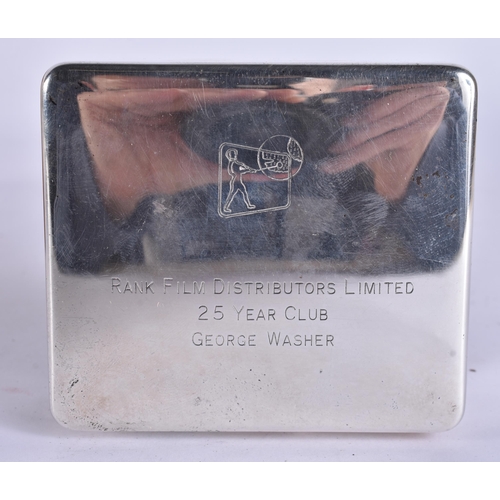 RANK FILM DISTRIBUTORS LIMITED
25 YEAR CLUB
GEORGE WASHER